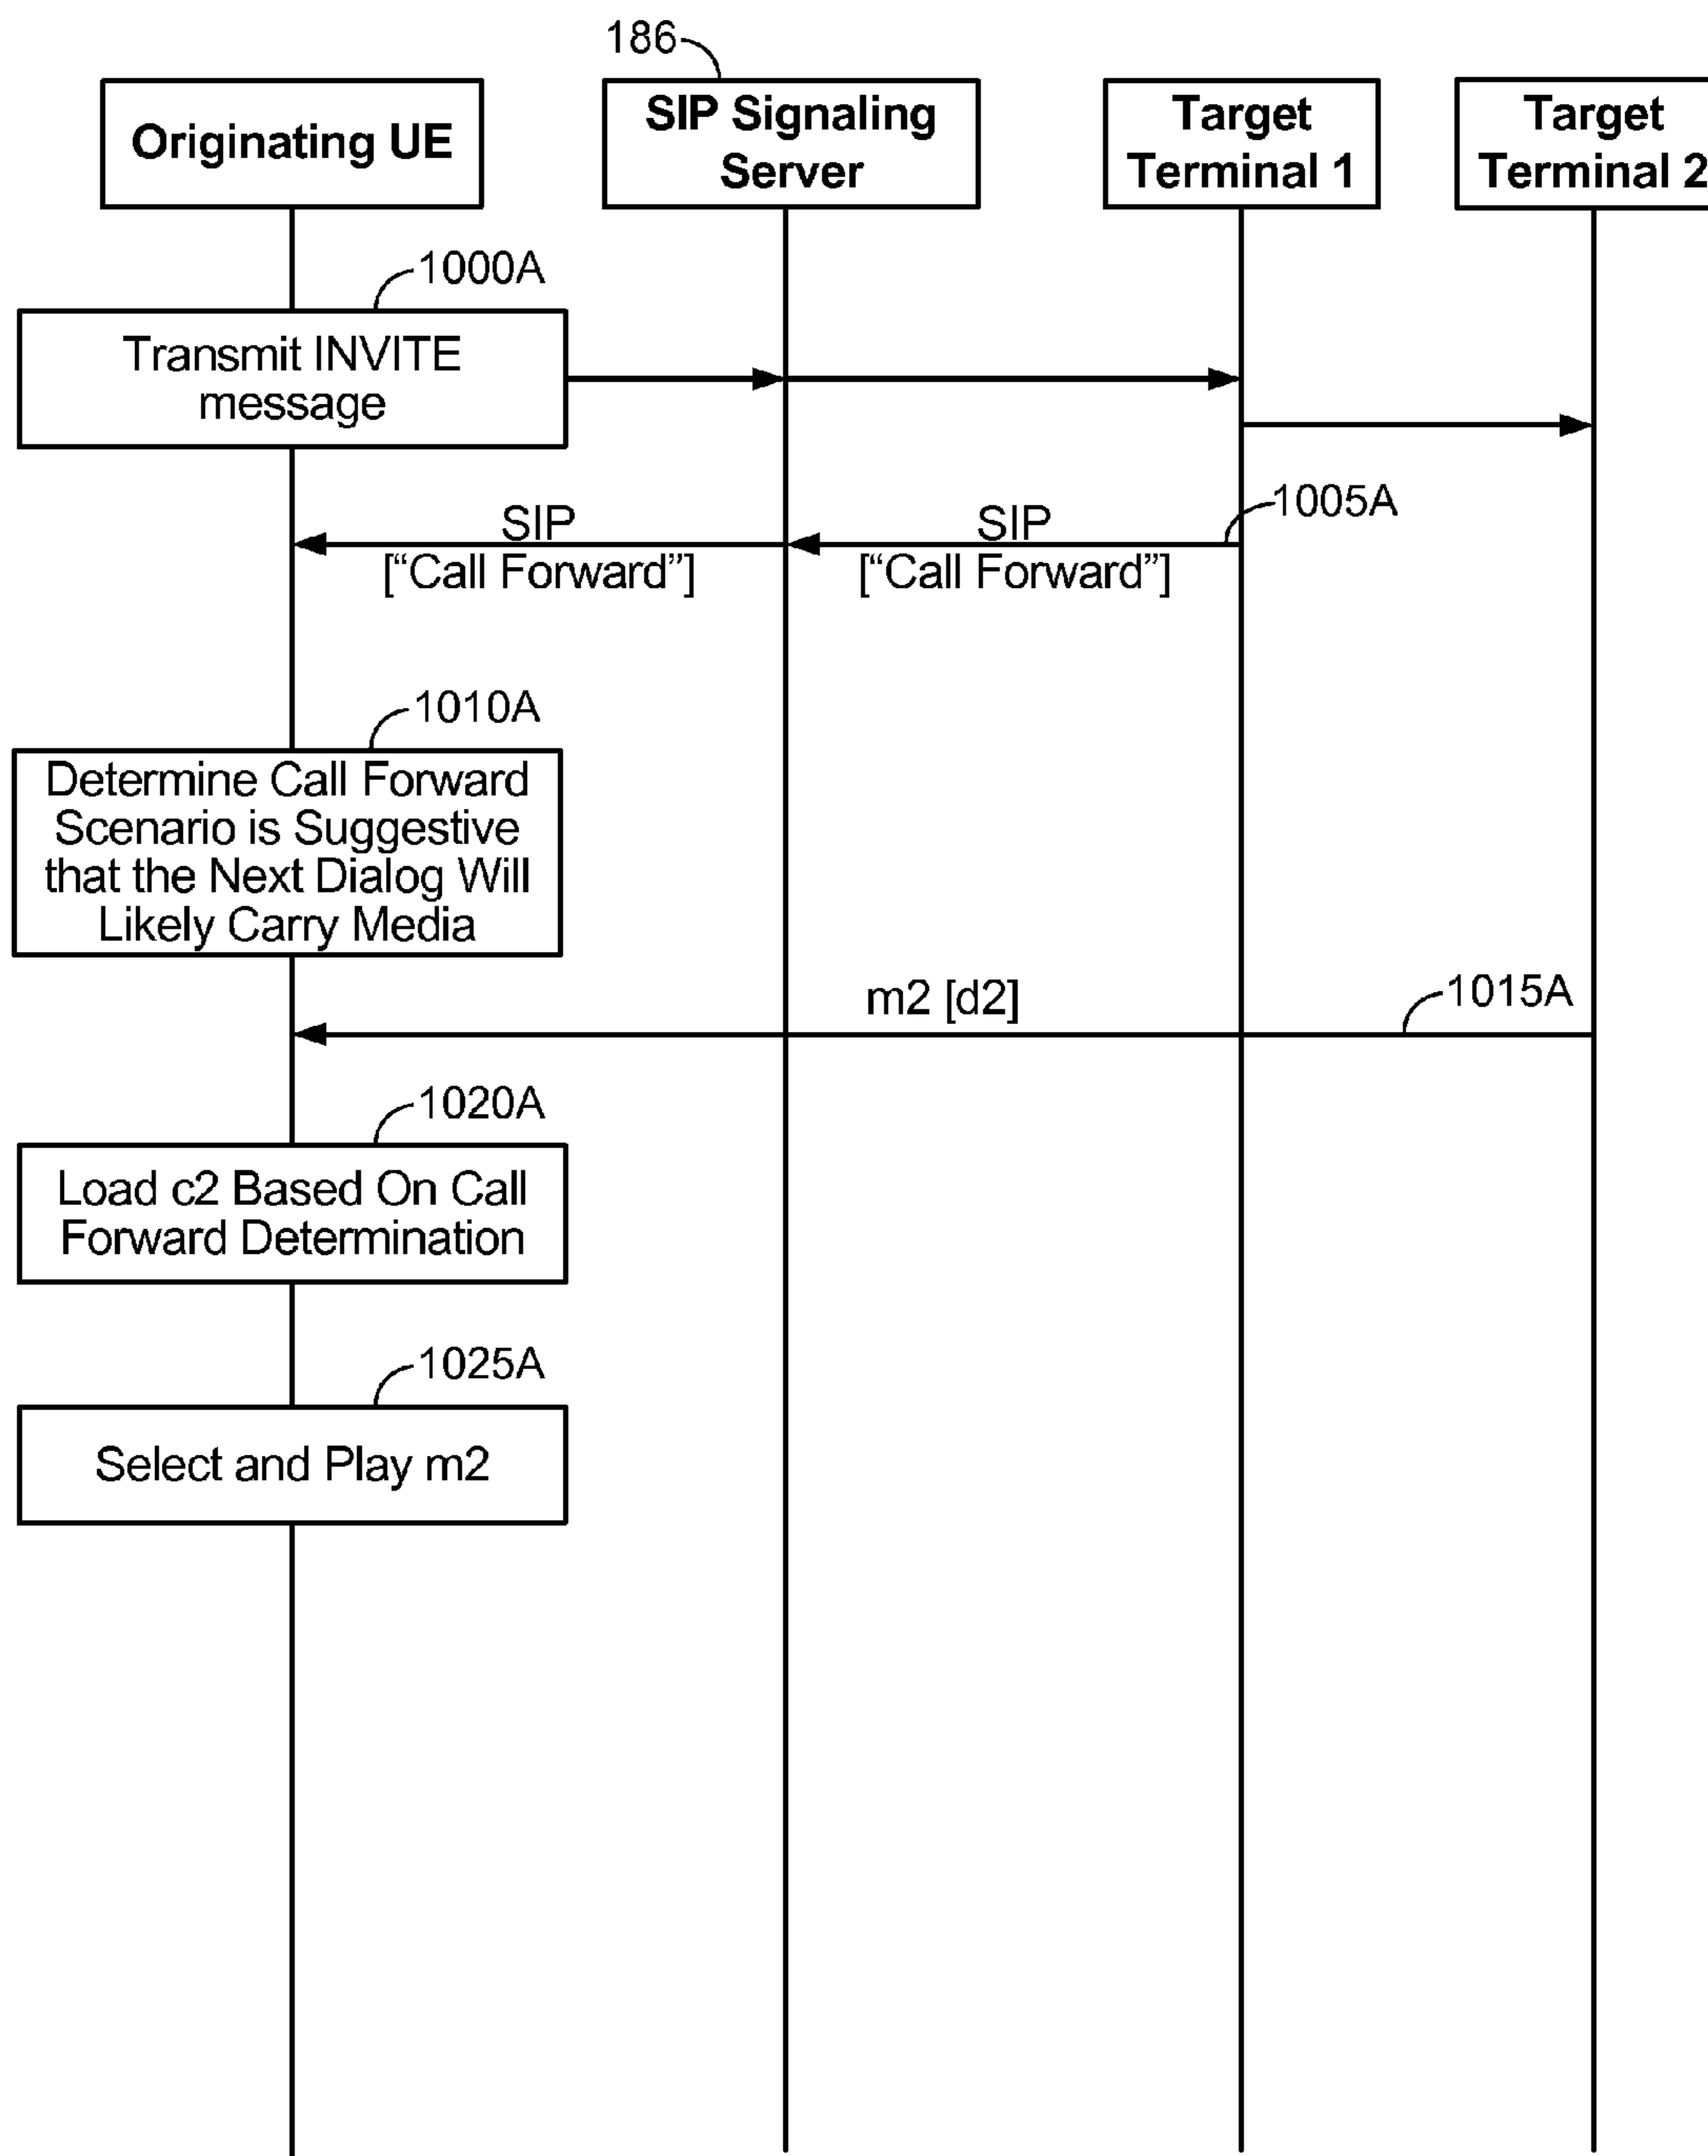 186
Originating UE
SIP Signaling
Server
Target
Terminal 1
Target
Terminal 2
1000A
Transmit INVITE
message
1005A
SIP
["Call Forward"]
SIP
["Call Forward"]
1010A
Determine Call Forward
Scenario is Suggestive
that the Next Dialog Will
Likely Carry Media
m2 [d2]
1015A
1020A
Load c2 Based On Call
Forward Determination
1025A
Select and Play m2